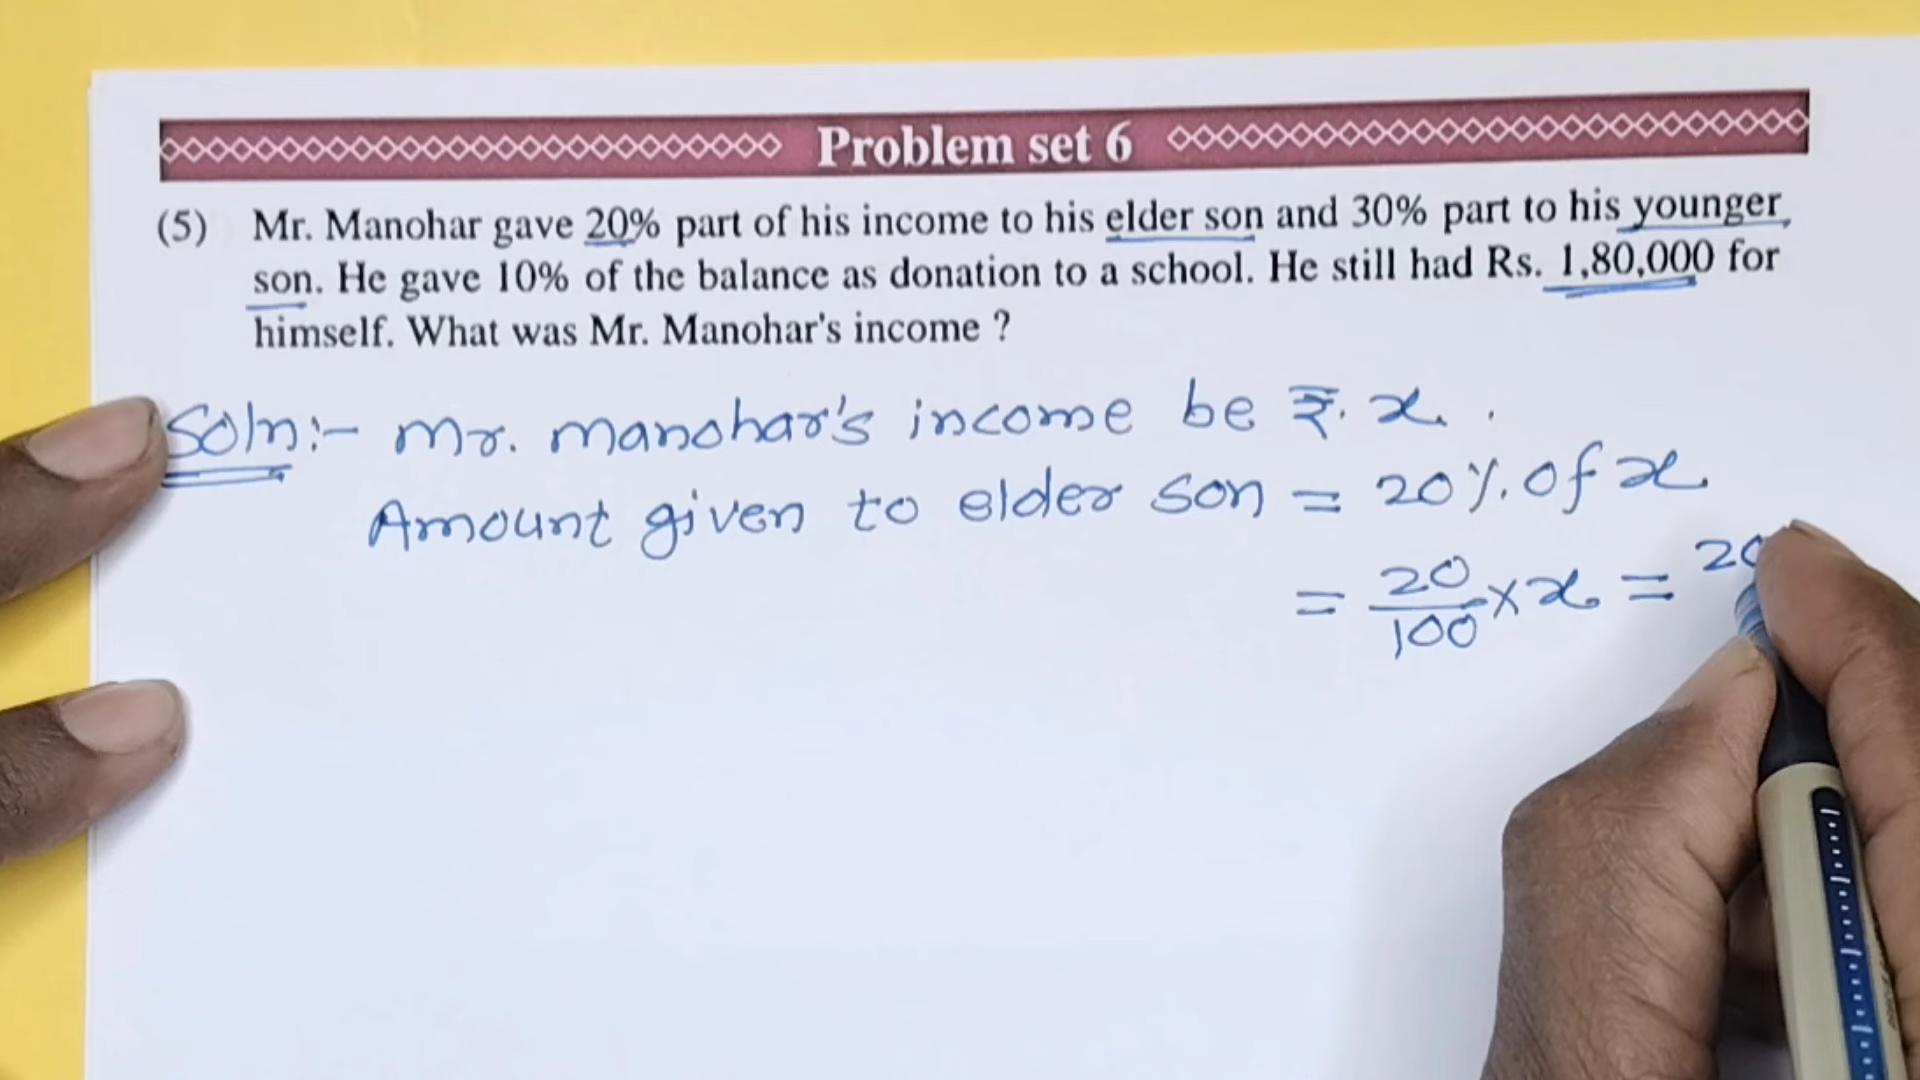 Problem set 6
(5) Mr. Manohar gave 20% part of his income to his elder son and 30% part to his younger
son. He gave 10% of the balance as donation to a school. He still had Rs. 1,80,000 for
himself. What was Mr. Manohar's income ?
Soln:- Mr. Manohar's income be ₹. x.
Amount given to elder son = 20% of x
= 20/100 × x = 20